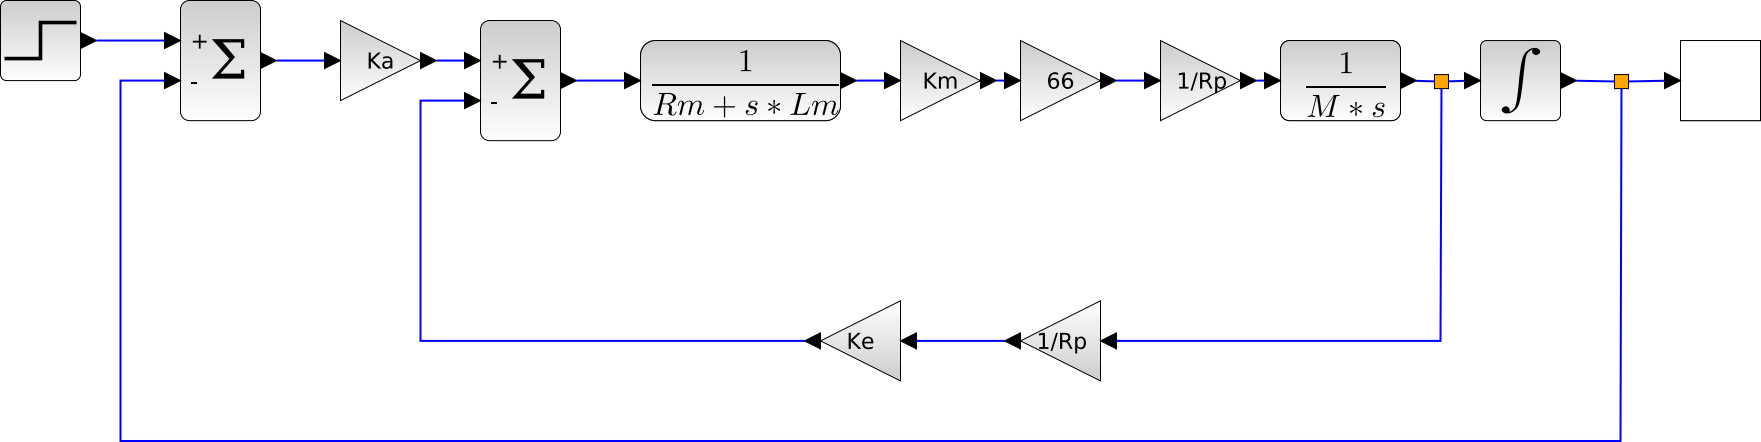 +
-
Σ
Ka
+
-
Σ
1
Rm + s ∗ Lm
Km
66
1/Rp
1
M ∗ s
∫
Ke
1/Rp